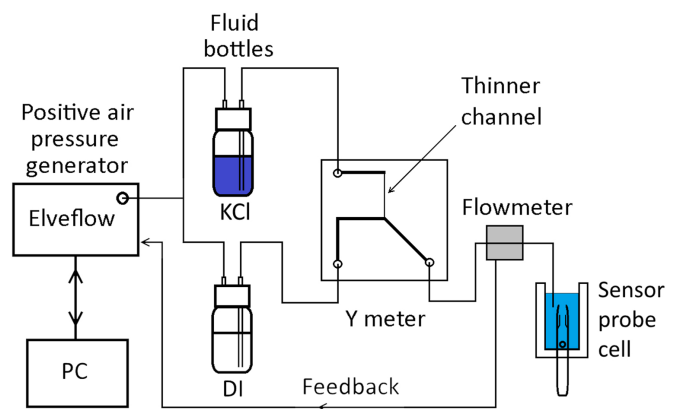 Fluid
bottles
Thinner
channel
Positive air
pressure
generator
Elveflow
KCl
Flowmeter
Y meter
Sensor
probe
cell
PC
DI
Feedback